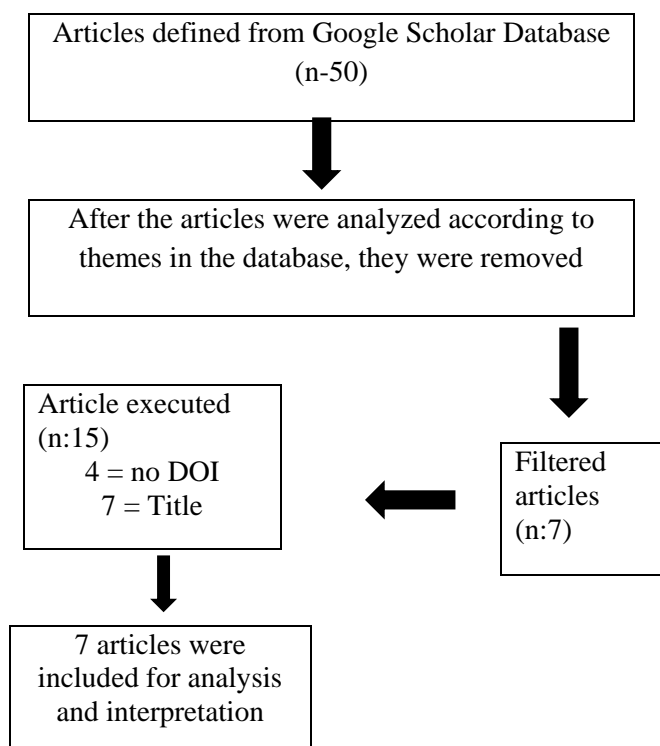 Articles defined from Google Scholar Database
(n-50)
After the articles were analyzed according to
themes in the database, they were removed
Article executed
(n:15)
4 = no DOI
7 = Title
Filtered
articles
(n:7)
7 articles were
included for analysis
and interpretation